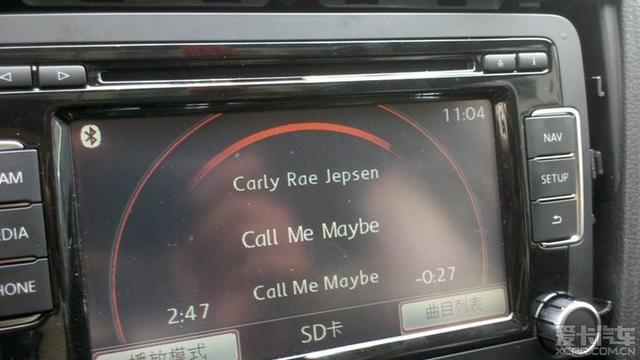 11:04
AM
NAV
Carly Rae Jepsen
SETUP
DIA
Call Me Maybe
HONE
Call Me Maybe
2:47
-0:27
SD卡
曲目列表
播放模式
爱卡汽车
XCAR.COM.CN